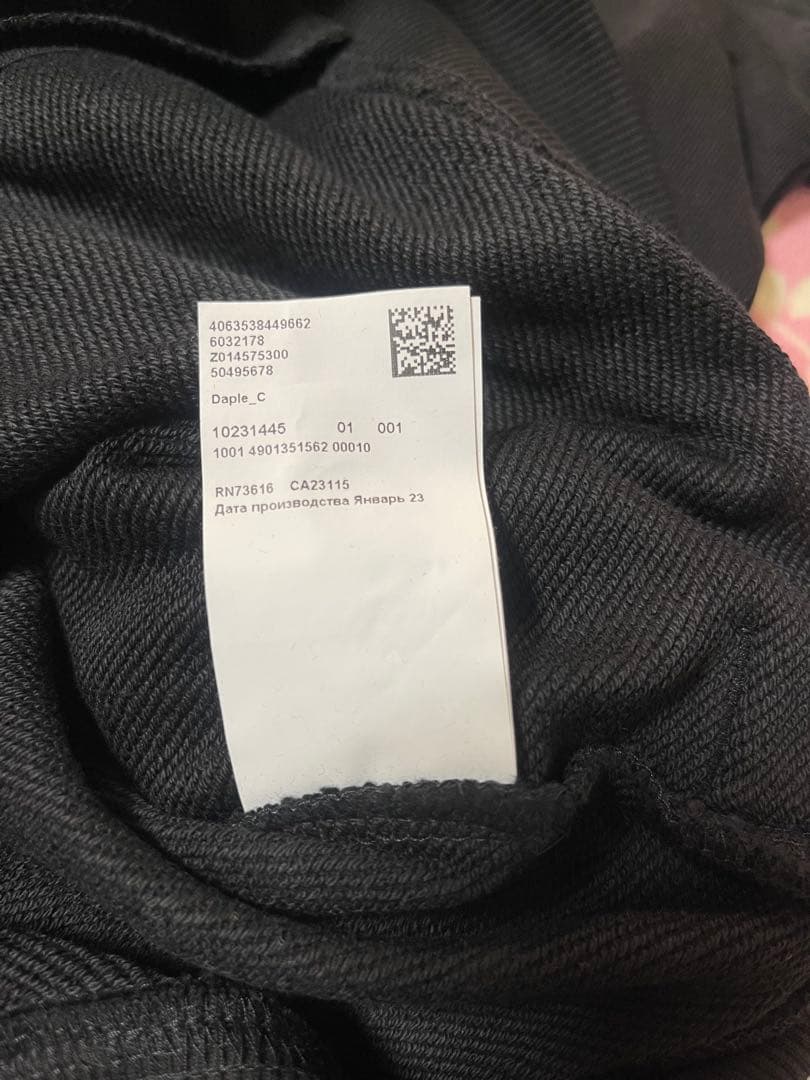 4063538449662
6032178
Z014575300
50495678
Daple_C
10231445 01 001
1001 4901351562 00010
RN73616 CA23115
Дата производства Январь 23